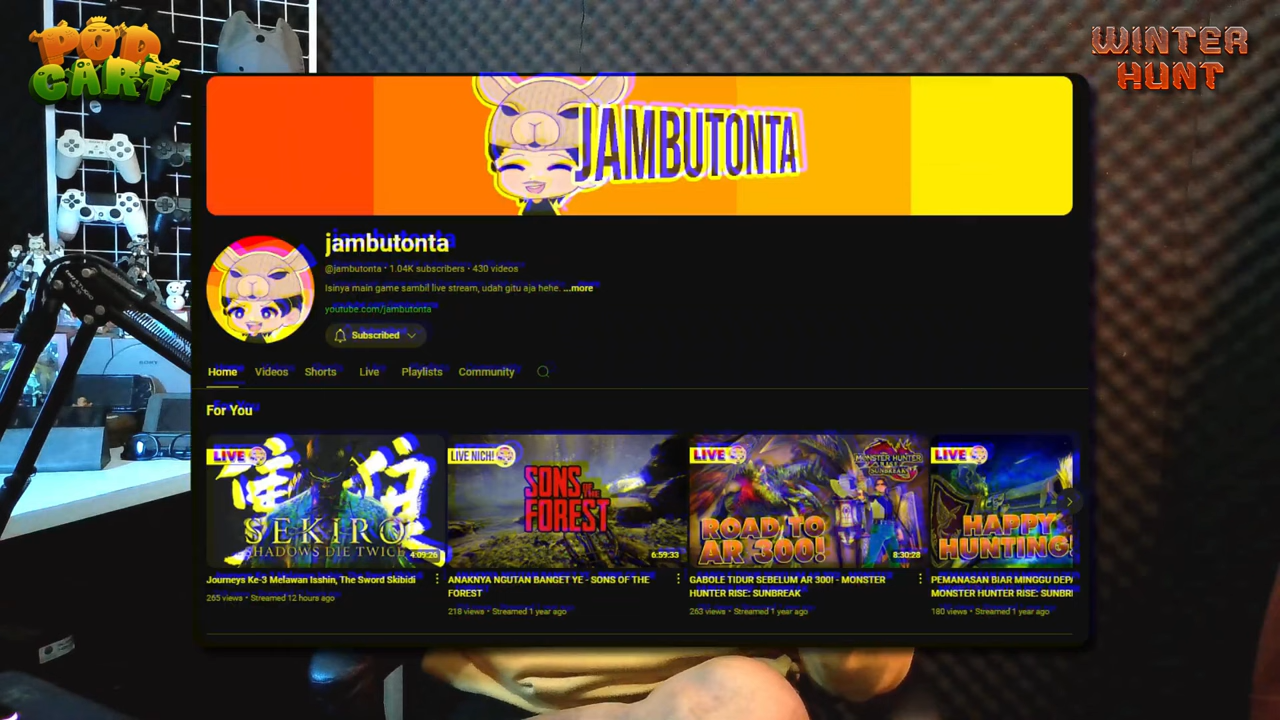 POD
CART
WINTER
HUNT
JAMBUTONTA
jambutonta
@jambutonta • 1.04K subscribers • 430 videos
Isinya main game sambil live stream, udah gitu aja hehe. ...more
youtube.com/jambutonta
Subscribed
Home Videos Shorts Live Playlists Community
For You
LIVE
SEKIRO
SHADOWS DIE TWICE
4:09:26
Journeys Ke-3 Melawan Isshin, The Sword Skibidi
265 views • Streamed 12 hours ago
LIVE NICH!
SONS OF THE
FOREST
6:59:33
ANAKNYA NGUTAN BANGET YE - SONS OF THE
FOREST
218 views • Streamed 1 year ago
LIVE
MONSTER HUNTER
RISE
SUNBREAK
ROAD TO
AR 300!
8:30:28
GABOLE TIDUR SEBELUM AR 300! - MONSTER
HUNTER RISE: SUNBREAK
263 views • Streamed 1 year ago
LIVE
HAPPY
HUNTING
PEMANASAN BIAR MINGGU DEPA
MONSTER HUNTER RISE: SUNBRE
180 views • Streamed 1 year ago